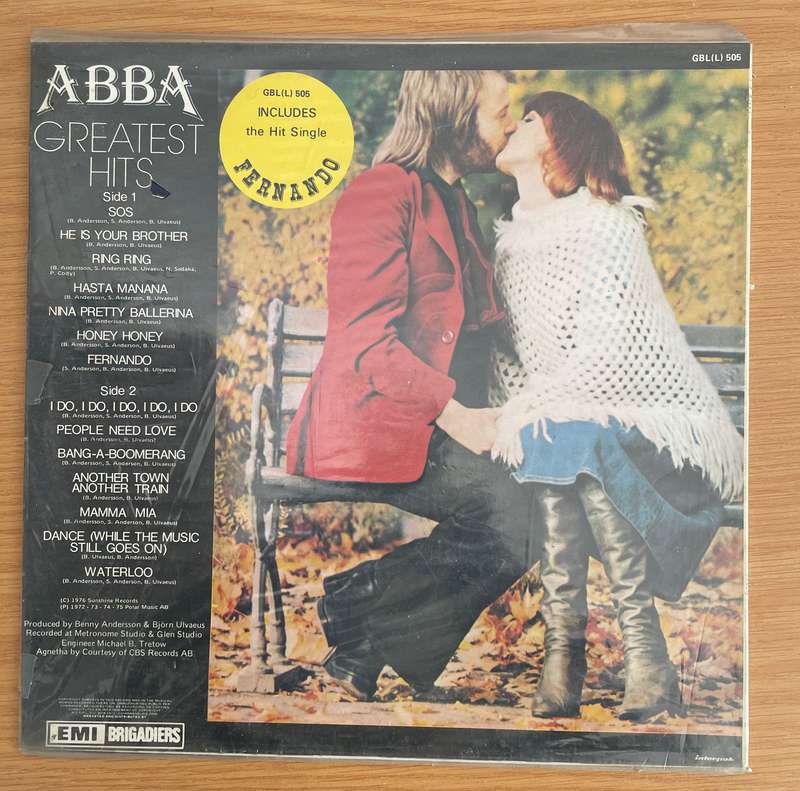 GBL(L) 505
ABBA
GREATEST
HITS
GBL(L) 505
INCLUDES
the Hit Single
FERNANDO
Side 1
SOS
(B. Andersson, S. Anderson, B. Ulvaeus)
HE IS YOUR BROTHER
(B. Andersson, B. Ulvaeus)
RING RING
(B. Andersson, S. Anderson, B. Ulvaeus, N. Sedaka,
P. Cody)
HASTA MANANA
(B. Andersson, S. Anderson, B. Ulvaeus)
NINA PRETTY BALLERINA
(B. Andersson, B. Ulvaeus)
HONEY HONEY
(B. Andersson, S. Anderson, B. Ulvaeus)
FERNANDO
(S. Anderson, B. Andersson, B. Ulvaeus)
Side 2
I DO, I DO, I DO, I DO, I DO
(B. Andersson, S. Anderson, B. Ulvaeus)
PEOPLE NEED LOVE
(B. Andersson, B. Ulvaeus)
BANG-A-BOOMERANG
(B. Andersson, S. Anderson, B. Ulvaeus)
ANOTHER TOWN
ANOTHER TRAIN
(B. Andersson, B. Ulvaeus)
MAMMA MIA
(B. Andersson, S. Anderson, B. Ulvaeus)
DANCE (WHILE THE MUSIC
STILL GOES ON)
(B. Ulvaeus, B. Andersson)
WATERLOO
(B. Andersson, S. Anderson, B. Ulvaeus)
(C) 1976 Sunshine Records
(P) 1972 - 73 - 74 - 75 Polar Music AB
Produced by Benny Andersson & Björn Ulvaeus
Recorded at Metronome Studio & Glen Studio
Engineer Michael B. Tretow
Agnetha by Courtesy of CBS Records AB
EMI BRIGADIERS
interpak